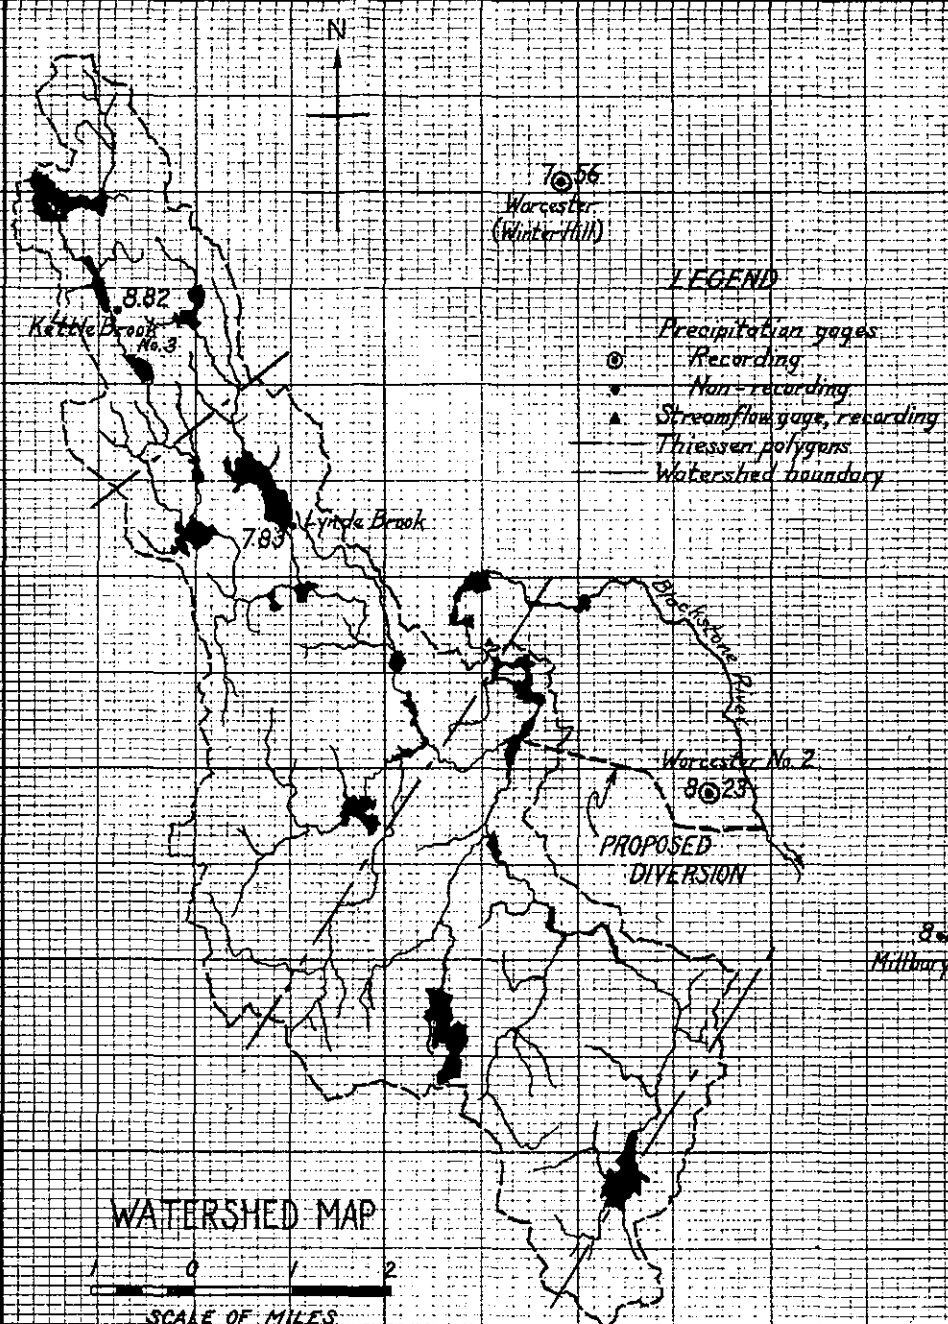 N
7 56
Worcester
(Winter Hill)
LEGEND
Precipitation gages
Recording
Non-recording
Streamflow gage, recording
Thiessen polygons
Watershed boundary
8.82
Kettle Brook
No. 3
Lynde Brook
7.83
Blackstone River
Worcester No. 2
8 23
PROPOSED
DIVERSION
8
Millbury
WATERSHED MAP
1 0 1 2
SCALE OF MILES